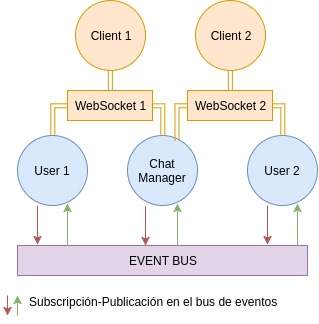 Client 1
Client 2
WebSocket 1
WebSocket 2
User 1
Chat
Manager
User 2
EVENT BUS
Subscripción-Publicación en el bus de eventos